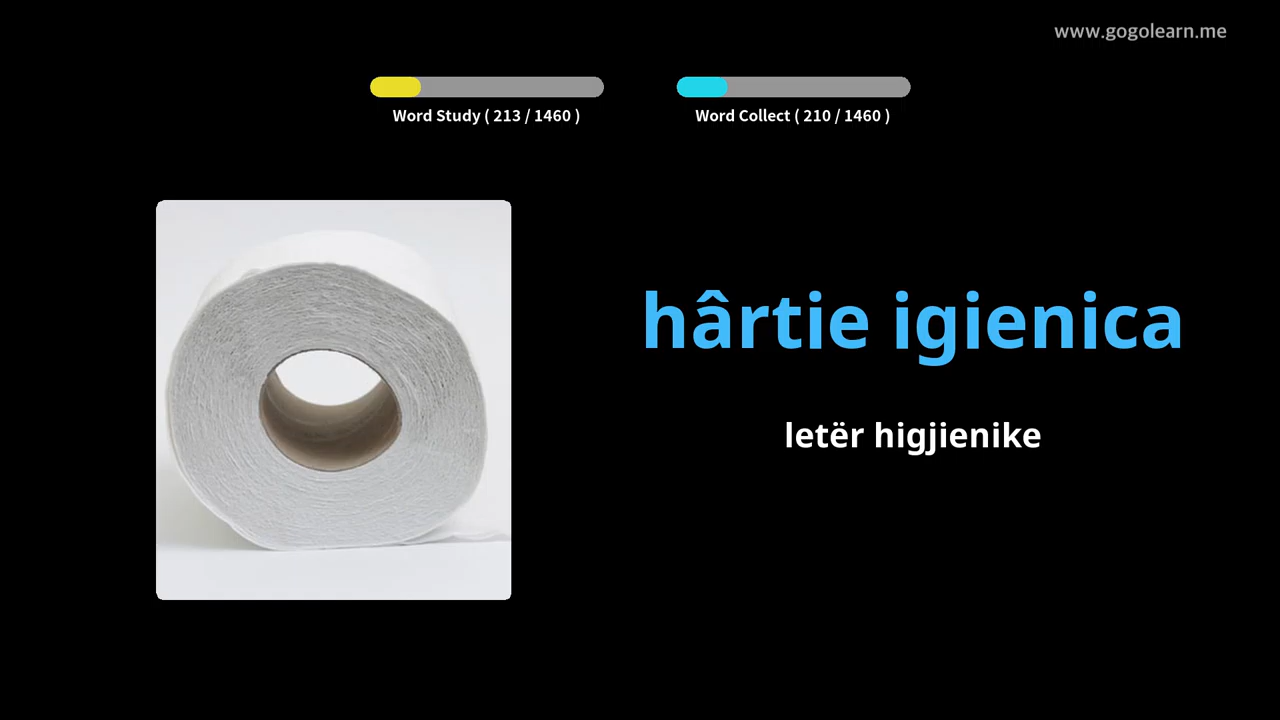 www.gogolearn.me
Word Study ( 213 / 1460 )
Word Collect ( 210 / 1460 )
hârtie igienica
letër higjienike